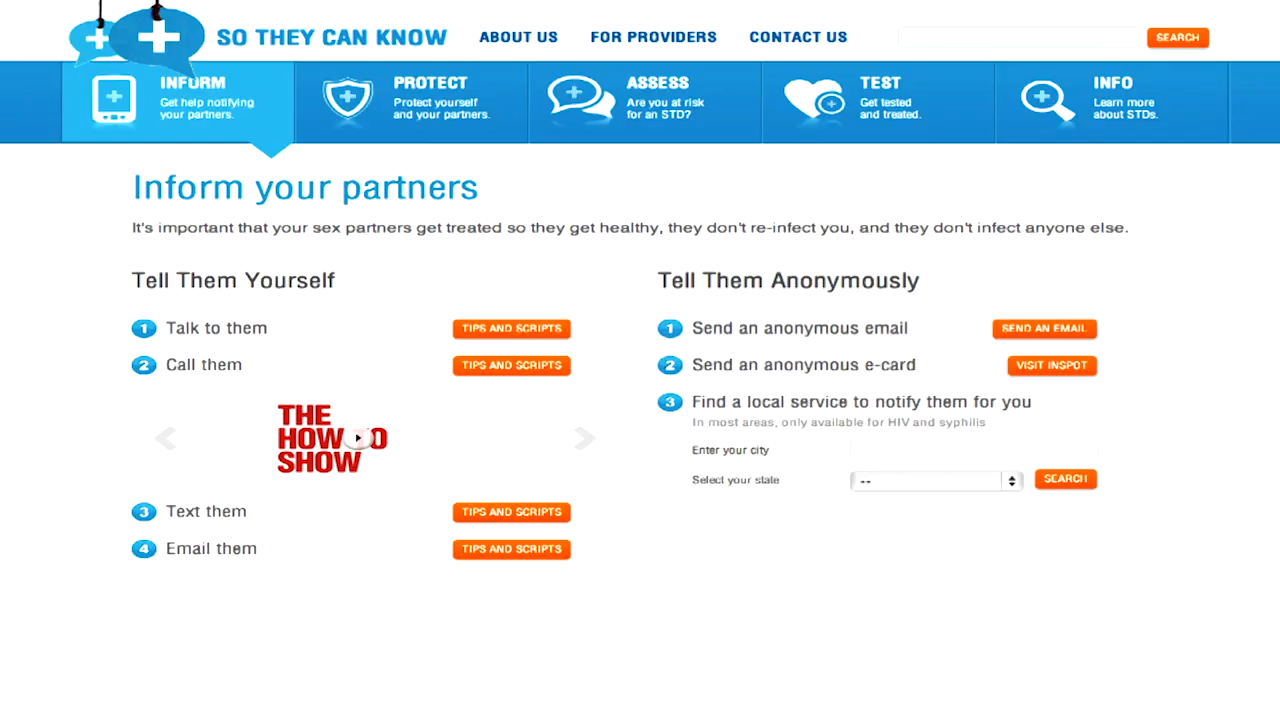 SO THEY CAN KNOW
ABOUT US
FOR PROVIDERS
CONTACT US
SEARCH
INFORM
Get help notifying
your partners.
PROTECT
Protect yourself
and your partners.
ASSESS
Are you at risk
for an STD?
TEST
Get tested
and treated.
INFO
Learn more
about STDs.
Inform your partners
It's important that your sex partners get treated so they get healthy, they don't re-infect you, and they don't infect anyone else.
Tell Them Yourself
1 Talk to them TIPS AND SCRIPTS
2 Call them TIPS AND SCRIPTS
THE
HOW TO
SHOW
3 Text them TIPS AND SCRIPTS
4 Email them TIPS AND SCRIPTS
Tell Them Anonymously
1 Send an anonymous email SEND AN EMAIL
2 Send an anonymous e-card VISIT INSPOT
3 Find a local service to notify them for you
In most areas, only available for HIV and syphilis
Enter your city
Select your state -- SEARCH